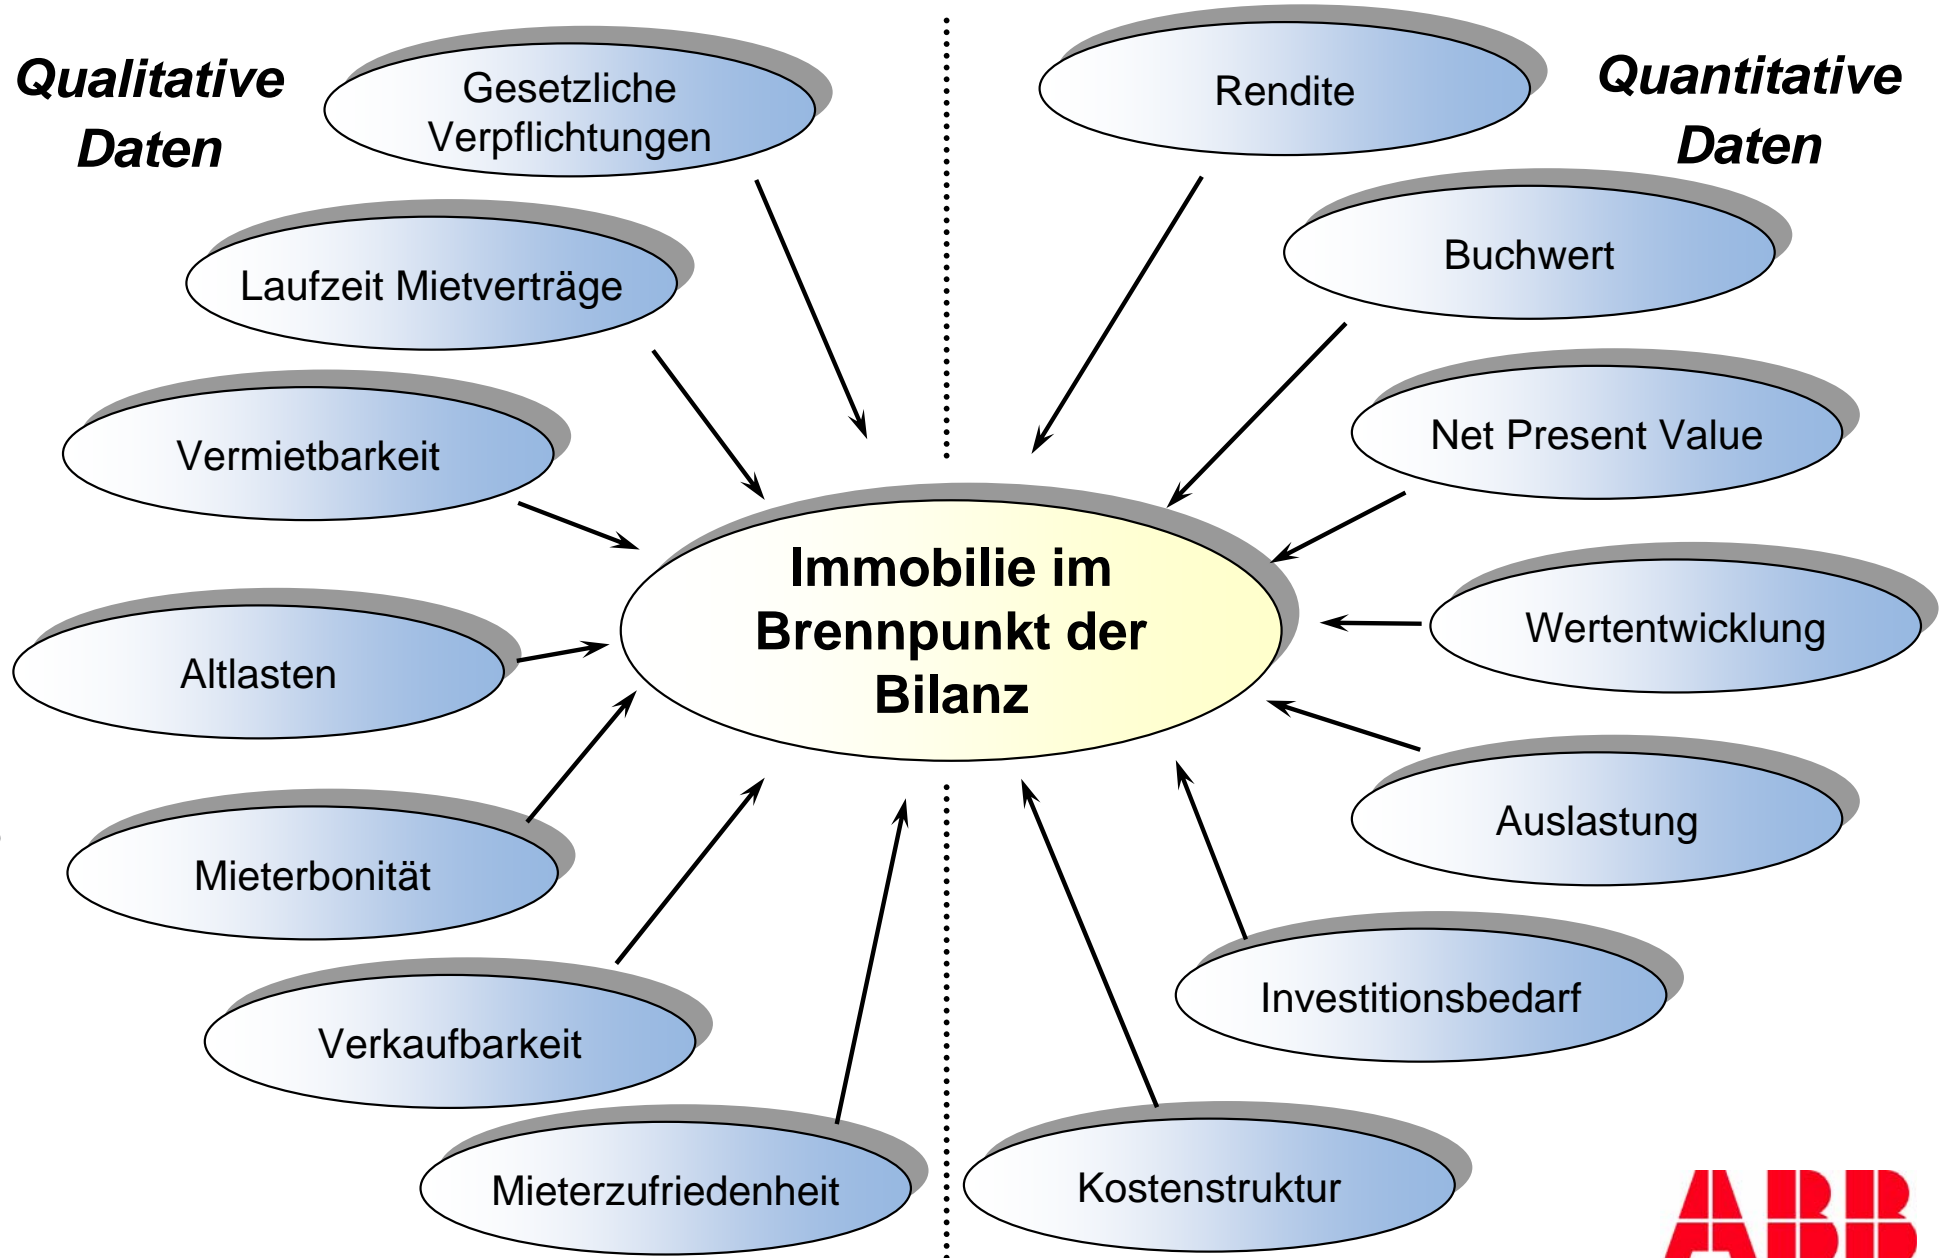 Qualitative
Daten
Gesetzliche
Verpflichtungen
Laufzeit Mietverträge
Vermietbarkeit
Altlasten
Mieterbonität
Verkaufbarkeit
Mieterzufriedenheit
Immobilie im
Brennpunkt der
Bilanz
Quantitative
Daten
Rendite
Buchwert
Net Present Value
Wertentwicklung
Auslastung
Investitionsbedarf
Kostenstruktur
ABB